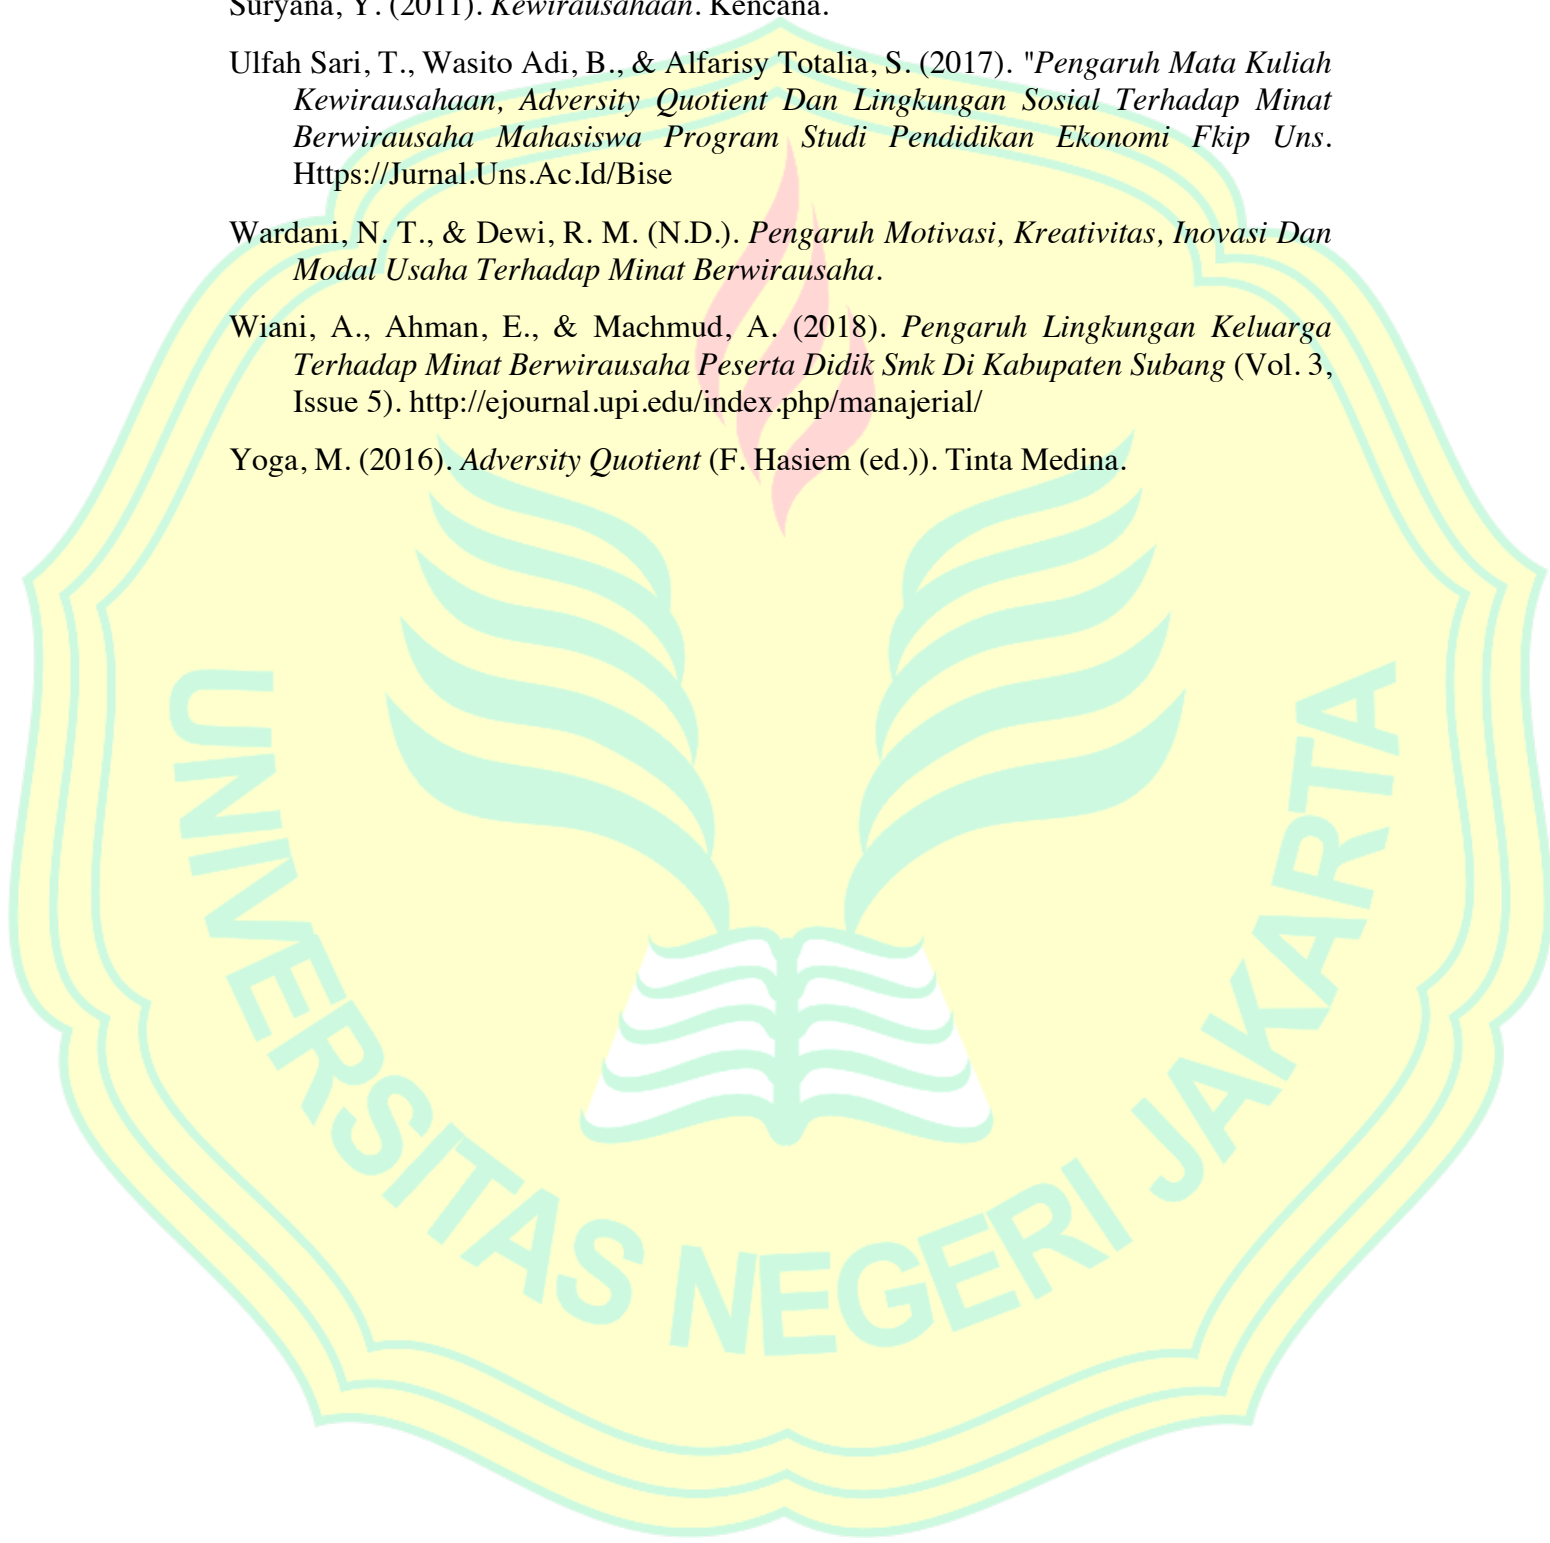 Suryana, Y. (2011). Kewirausahaan. Kencana.
Ulfah Sari, T., Wasito Adi, B., & Alfarisy Totalia, S. (2017). "Pengaruh Mata Kuliah
Kewirausahaan, Adversity Quotient Dan Lingkungan Sosial Terhadap Minat
Berwirausaha Mahasiswa Program Studi Pendidikan Ekonomi Fkip Uns.
Https://Jurnal.Uns.Ac.Id/Bise
Wardani, N. T., & Dewi, R. M. (N.D.). Pengaruh Motivasi, Kreativitas, Inovasi Dan
Modal Usaha Terhadap Minat Berwirausaha.
Wiani, A., Ahman, E., & Machmud, A. (2018). Pengaruh Lingkungan Keluarga
Terhadap Minat Berwirausaha Peserta Didik Smk Di Kabupaten Subang (Vol. 3,
Issue 5). http://ejournal.upi.edu/index.php/manajerial/
Yoga, M. (2016). Adversity Quotient (F. Hasiem (ed.)). Tinta Medina.
UNIVERSITAS NEGERI JAKARTA